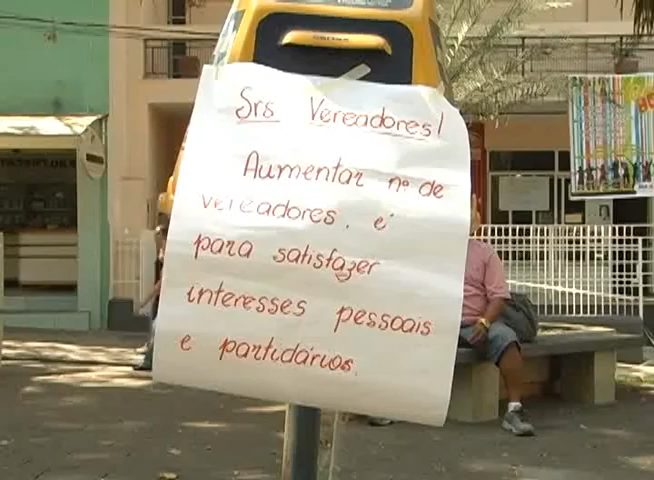 Srs Vereadores!
Aumentar nº de
vereadores, é
para satisfazer
interesses pessoais
e partidários.